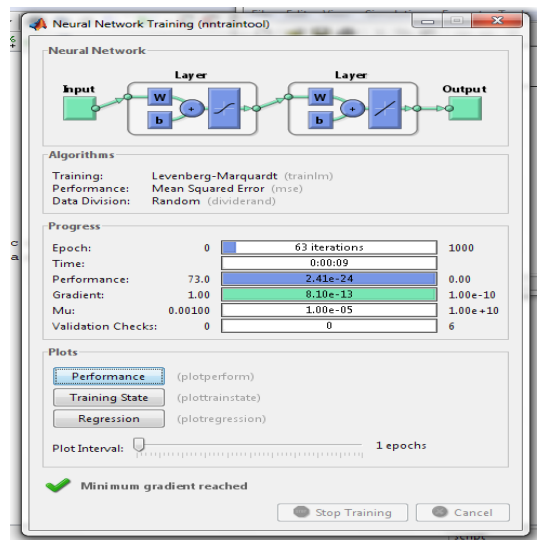 Neural Network Training (nntraintool)
Neural Network
Layer Layer
Input Output
W W
+ +
b b
Algorithms
Training: Levenberg-Marquardt (trainlm)
Performance: Mean Squared Error (mse)
Data Division: Random (dividerand)
Progress
Epoch: 0 63 iterations 1000
Time: 0:00:09
Performance: 73.0 2.41e-24 0.00
Gradient: 1.00 8.10e-13 1.00e-10
Mu: 0.00100 1.00e-05 1.00e+10
Validation Checks: 0 0 6
Plots
Performance (plotperform)
Training State (plottrainstate)
Regression (plotregression)
Plot Interval: 1 epochs
Minimum gradient reached
Stop Training Cancel